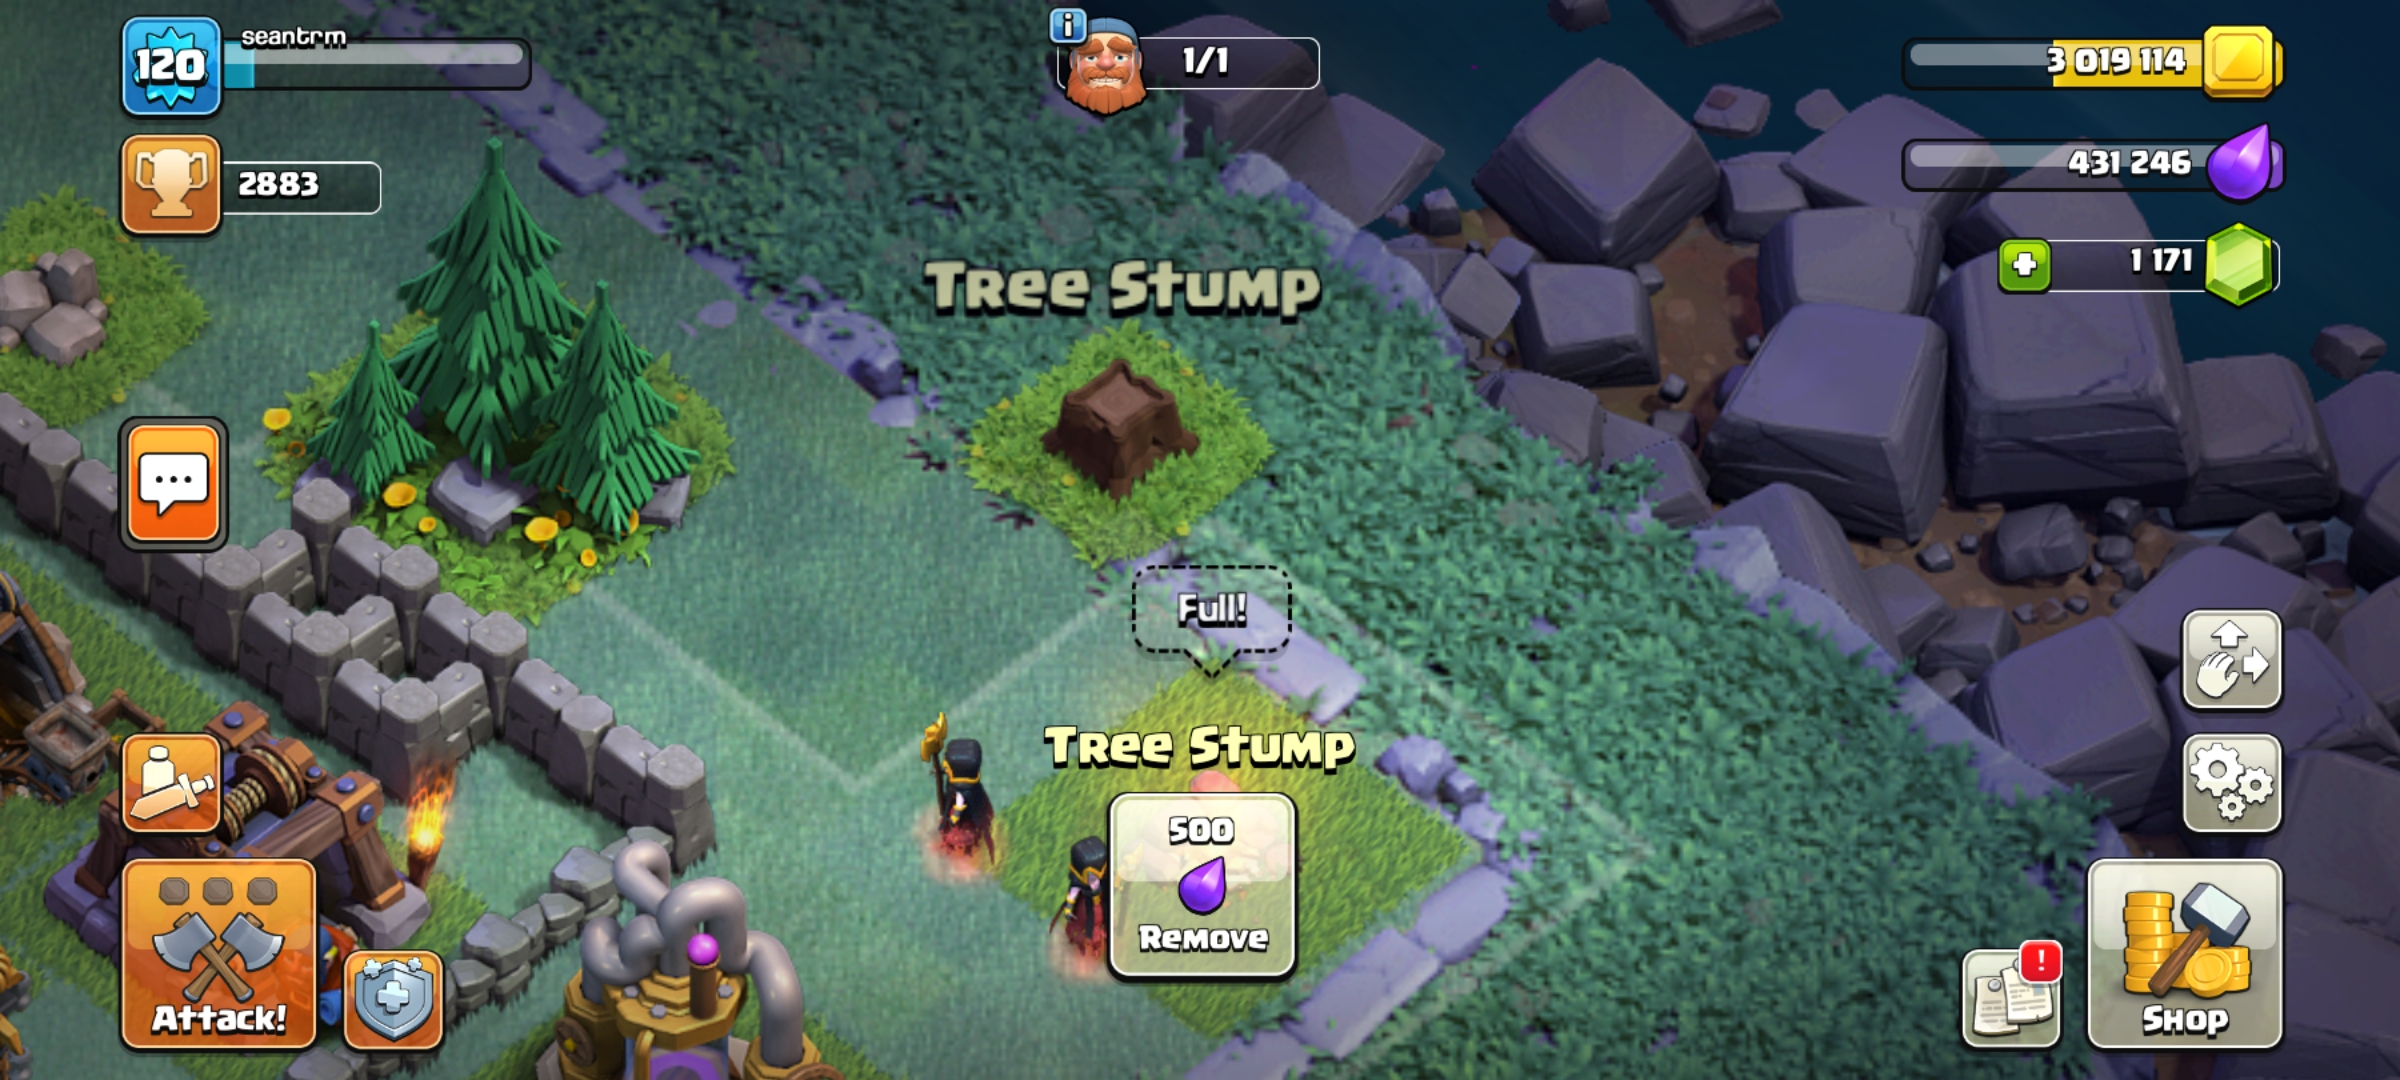 120
seantrm
i
1/1
3 019 114
2883
431 246
1 171
Tree Stump
Full!
Tree Stump
500
Remove
Attack!
!
Shop